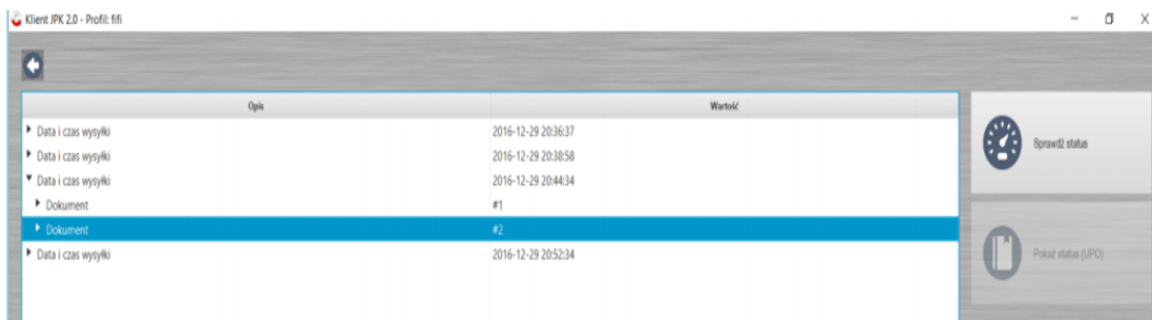 Klient JPK 2.0 - Profil: fifi
Opis Wartość
Data i czas wysyłki 2016-12-29 20:36:37
Data i czas wysyłki 2016-12-29 20:38:58
Data i czas wysyłki 2016-12-29 20:44:34
Dokument #1
Dokument #2
Data i czas wysyłki 2016-12-29 20:52:34
Sprawdź status
Pokaż status (UPO)